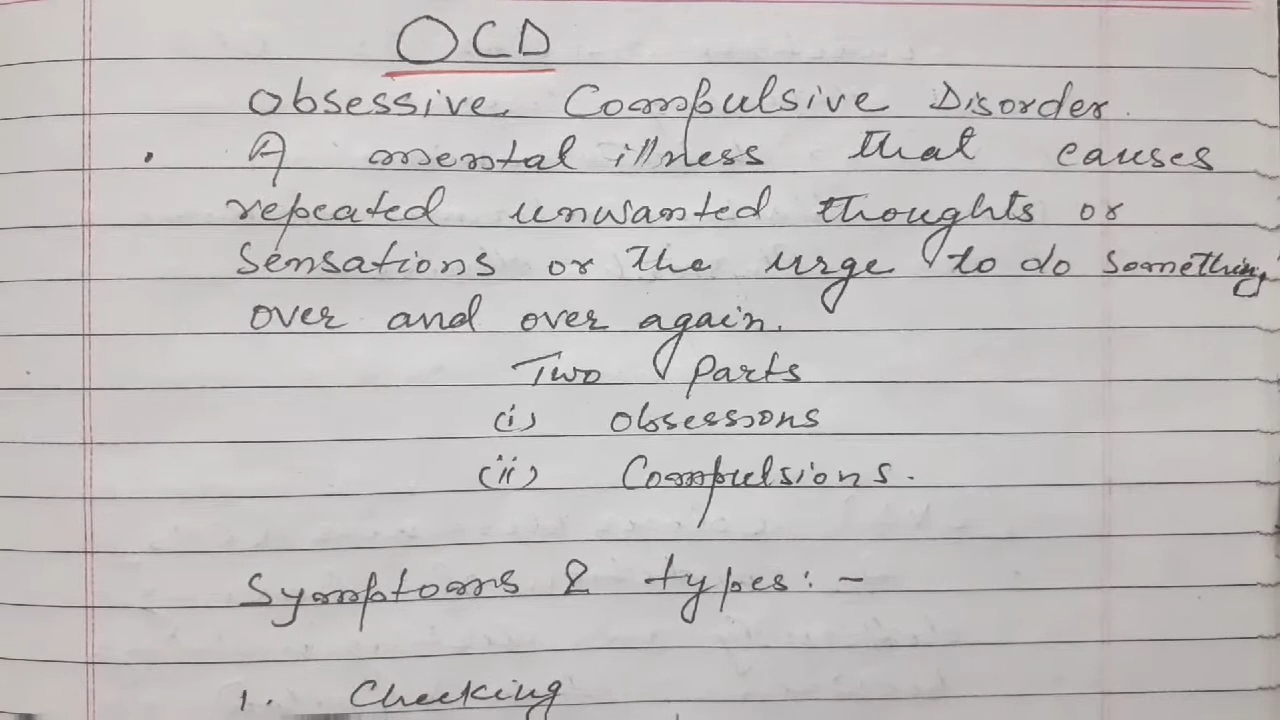 OCD
Obsessive Compulsive Disorder.
. A mental illness that causes
repeated unwanted thoughts or
Sensations or the urge to do something
over and over again.
Two Parts
(i) Obsessions
(ii) Compulsions.
Symptoms & types: -
1. Checking